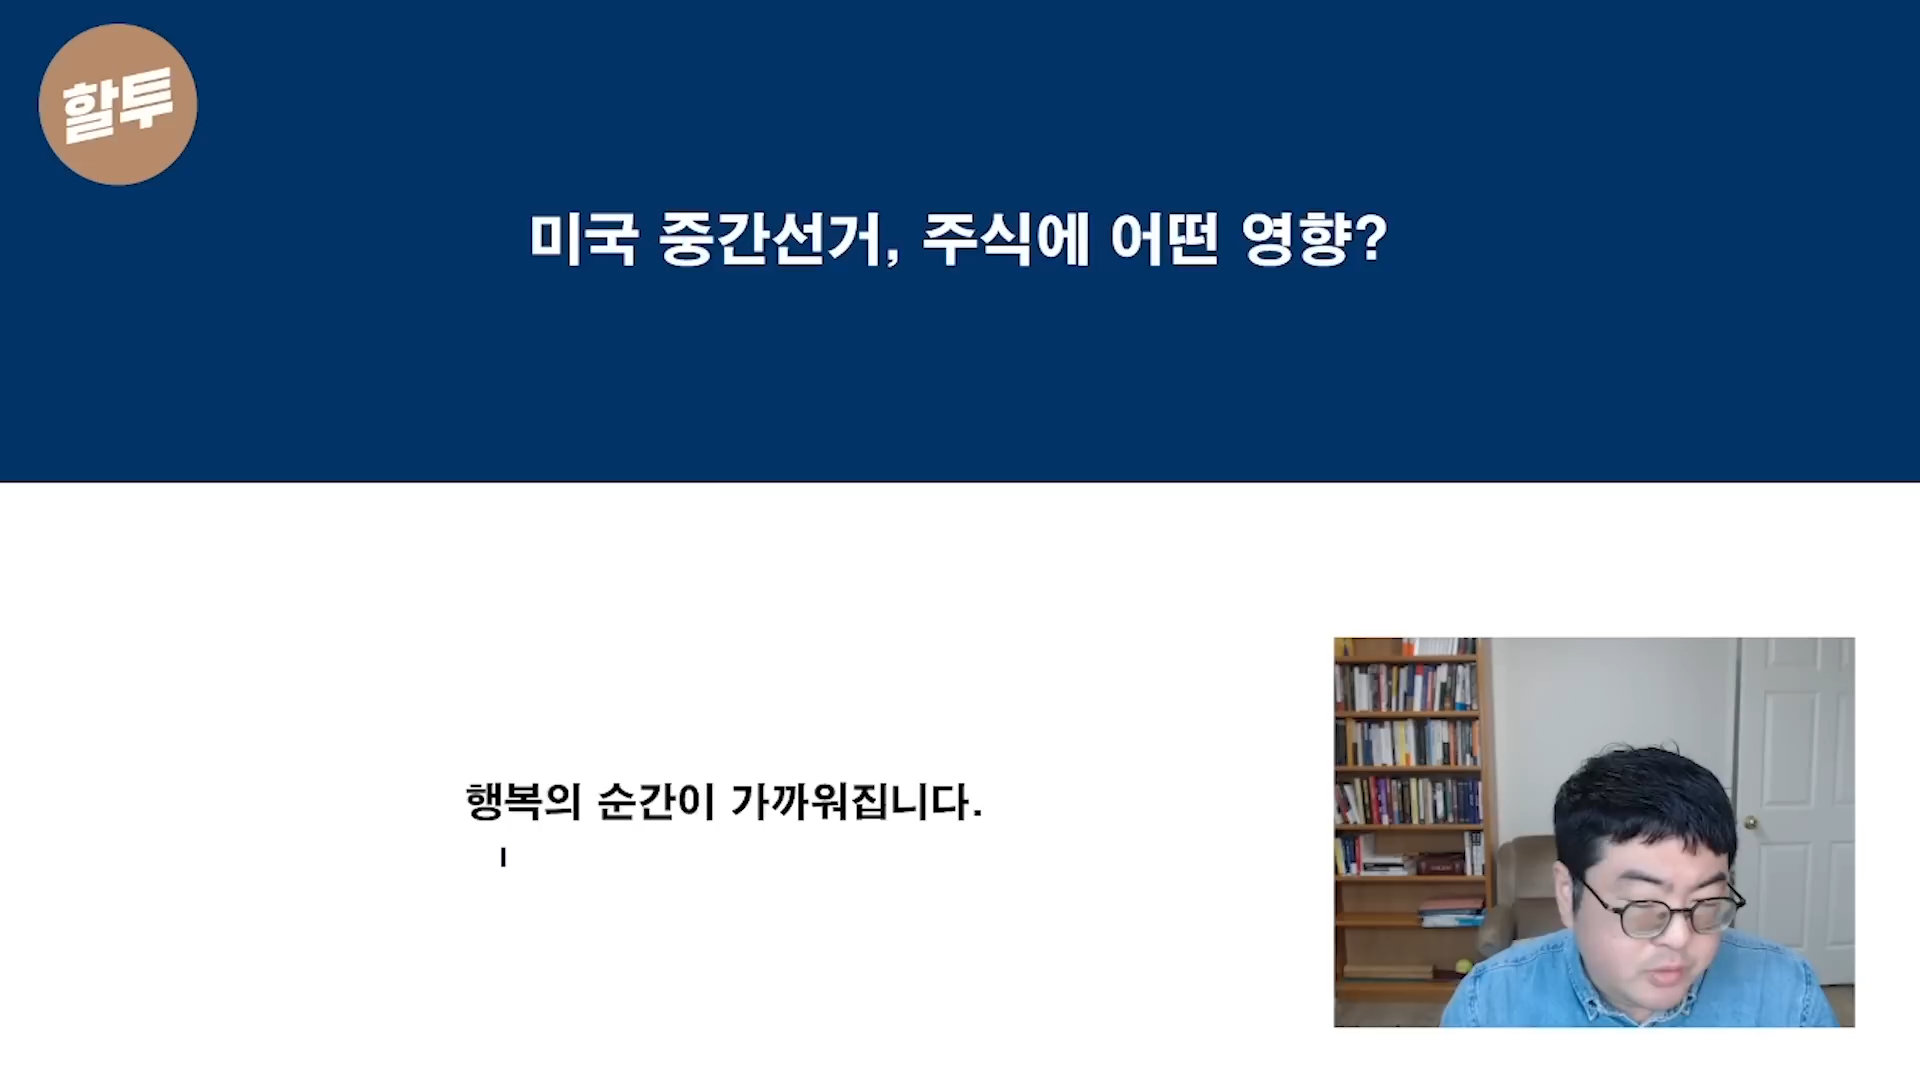 할투
미국 중간선거, 주식에 어떤 영향?
행복의 순간이 가까워집니다.